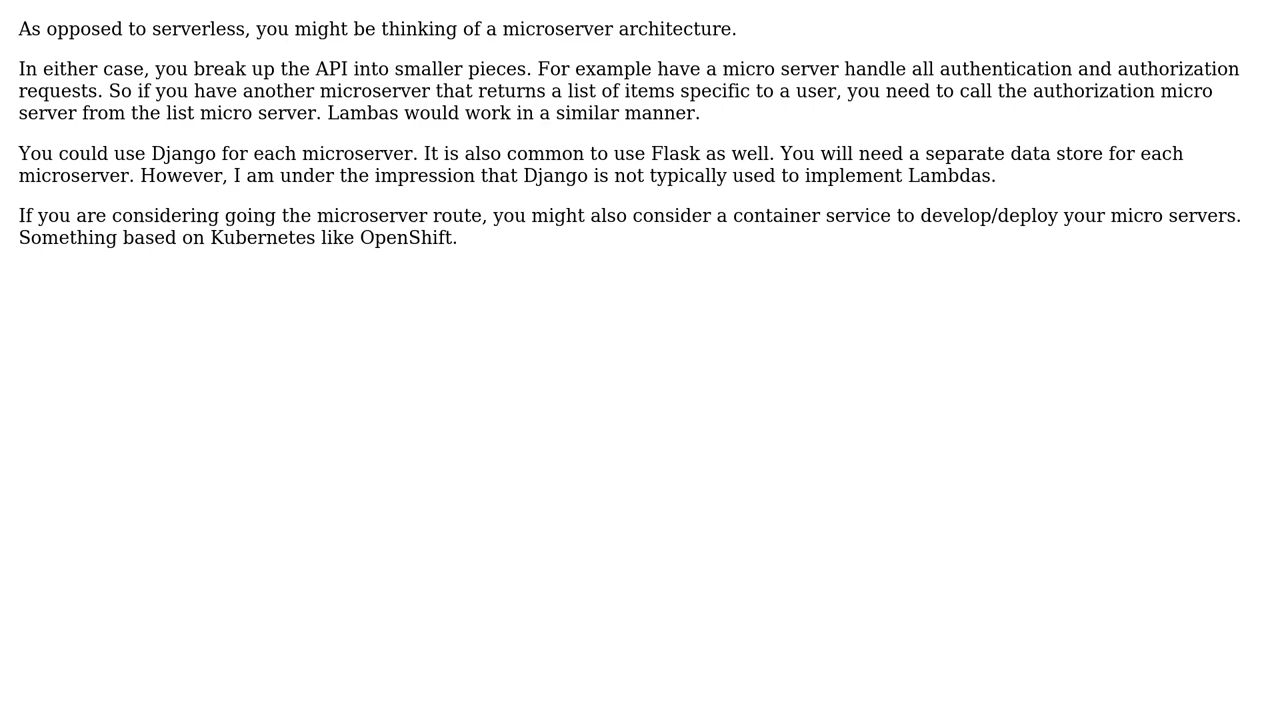 As opposed to serverless, you might be thinking of a microserver architecture.
In either case, you break up the API into smaller pieces. For example have a micro server handle all authentication and authorization
requests. So if you have another microserver that returns a list of items specific to a user, you need to call the authorization micro
server from the list micro server. Lambas would work in a similar manner.
You could use Django for each microserver. It is also common to use Flask as well. You will need a separate data store for each
microserver. However, I am under the impression that Django is not typically used to implement Lambdas.
If you are considering going the microserver route, you might also consider a container service to develop/deploy your micro servers.
Something based on Kubernetes like OpenShift.